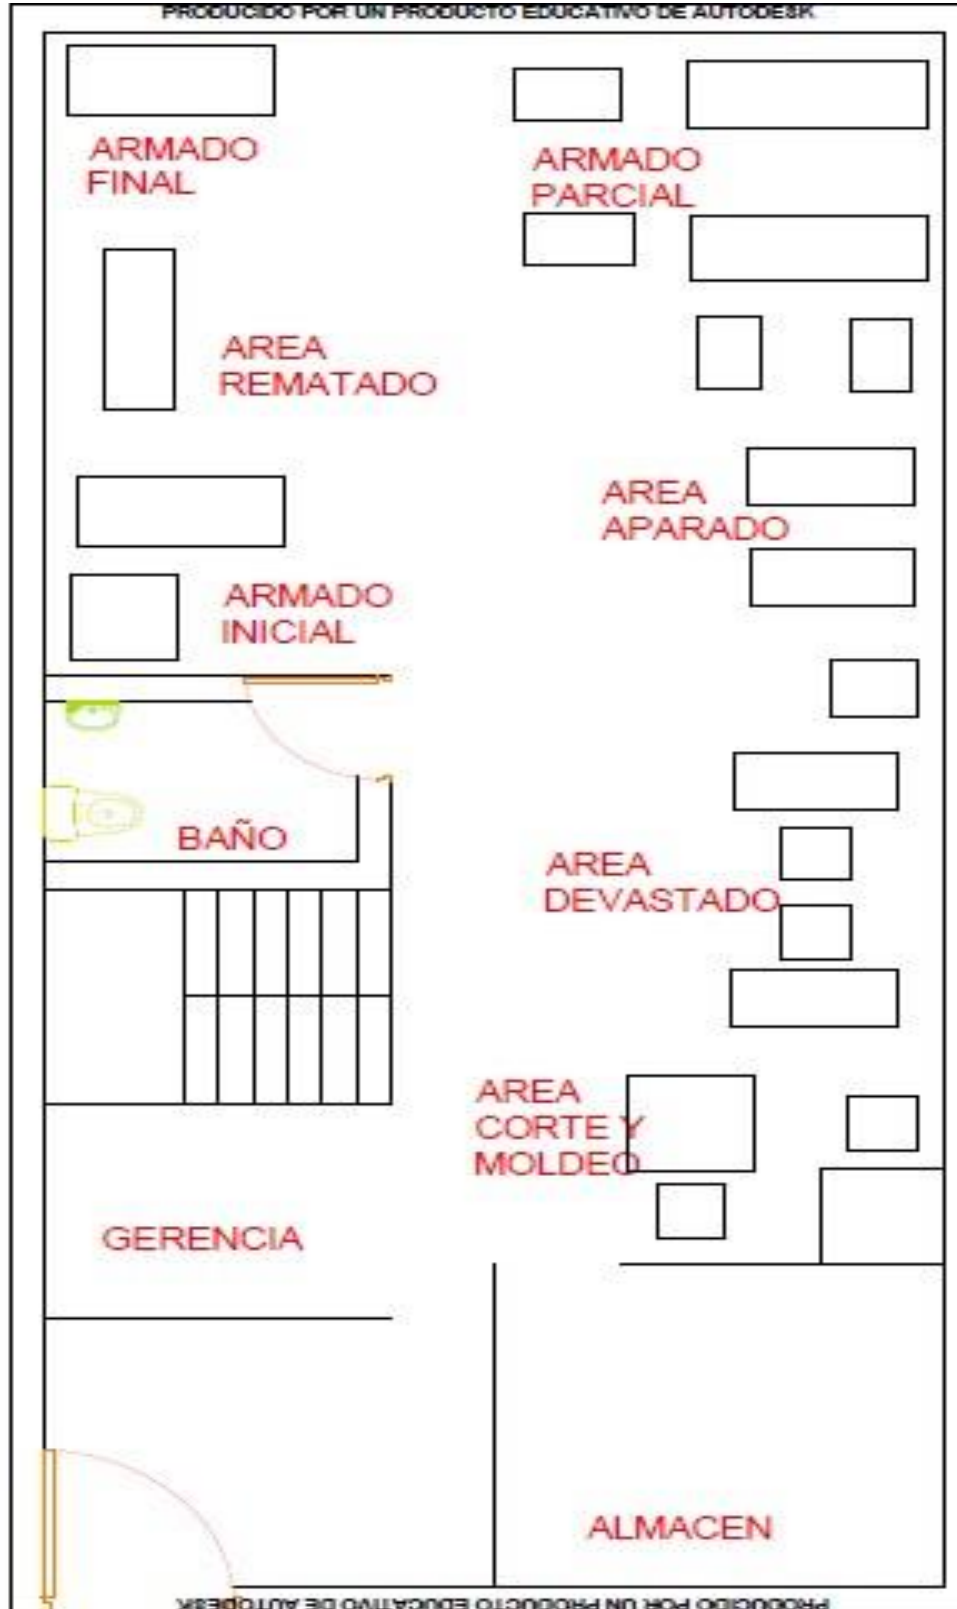 PRODUCIDO POR UN PRODUCTO EDUCATIVO DE AUTODESK
ARMADO
FINAL
ARMADO
PARCIAL
AREA
REMATADO
AREA
APARADO
ARMADO
INICIAL
BAÑO
AREA
DEVASTADO
AREA
CORTE Y
MOLDEO
GERENCIA
ALMACEN
PRODUCIDO POR UN PRODUCTO EDUCATIVO DE AUTODESK